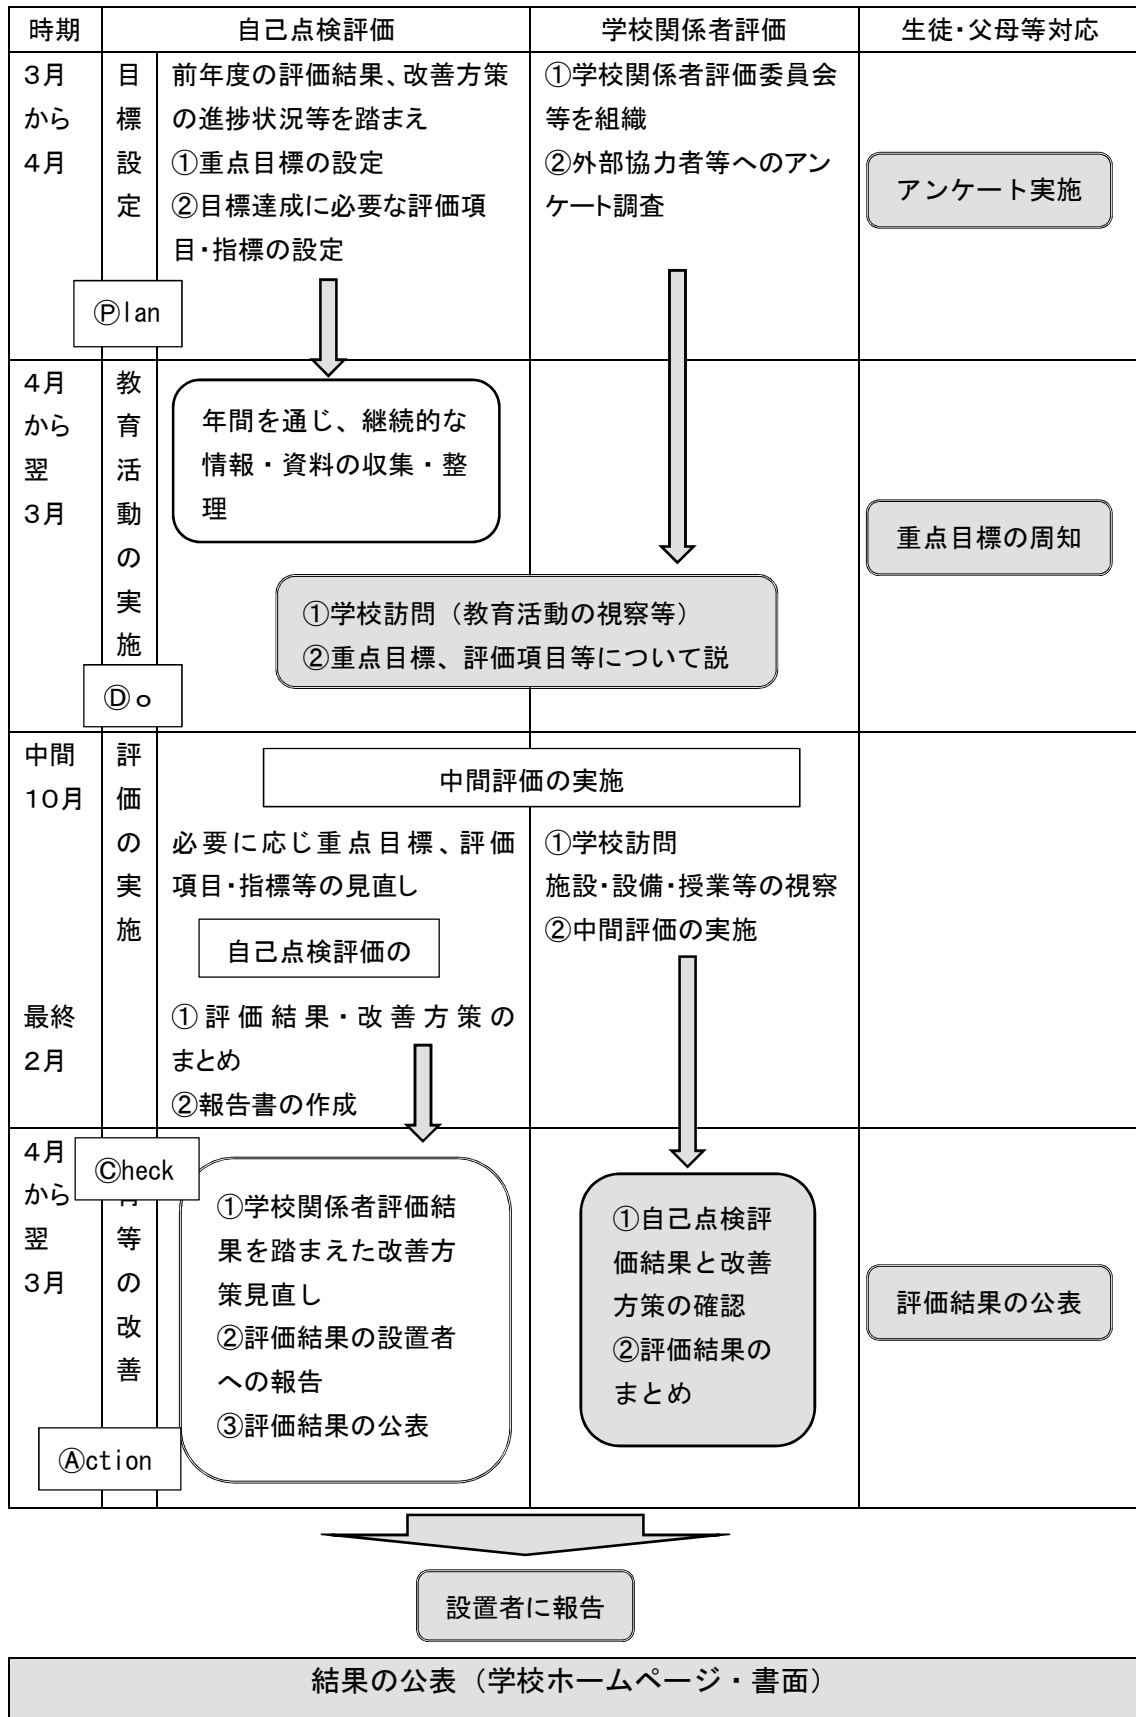 時期
自己点検評価
学校関係者評価
生徒・父母等対応
3月
から
4月
目標設定
前年度の評価結果、改善方策
の進捗状況等を踏まえ
①重点目標の設定
②目標達成に必要な評価項
目・指標の設定
①学校関係者評価委員会
等を組織
②外部協力者等へのアン
ケート調査
アンケート実施
Ⓟlan
4月
から
翌
3月
教育活動の実施
年間を通じ、継続的な
情報・資料の収集・整
理
重点目標の周知
①学校訪問（教育活動の視察等）
②重点目標、評価項目等について説
Ⓓo
中間
10月
評価の実施
中間評価の実施
必要に応じ重点目標、評価
項目・指標等の見直し
①学校訪問
施設・設備・授業等の視察
②中間評価の実施
自己点検評価の
最終
2月
①評価結果・改善方策の
まとめ
②報告書の作成
Ⓒheck
4月
から
翌
3月
育等の改善
①学校関係者評価結
果を踏まえた改善方
策見直し
②評価結果の設置者
への報告
③評価結果の公表
①自己点検評
価結果と改善
方策の確認
②評価結果の
まとめ
評価結果の公表
Ⓐction
設置者に報告
結果の公表（学校ホームページ・書面）